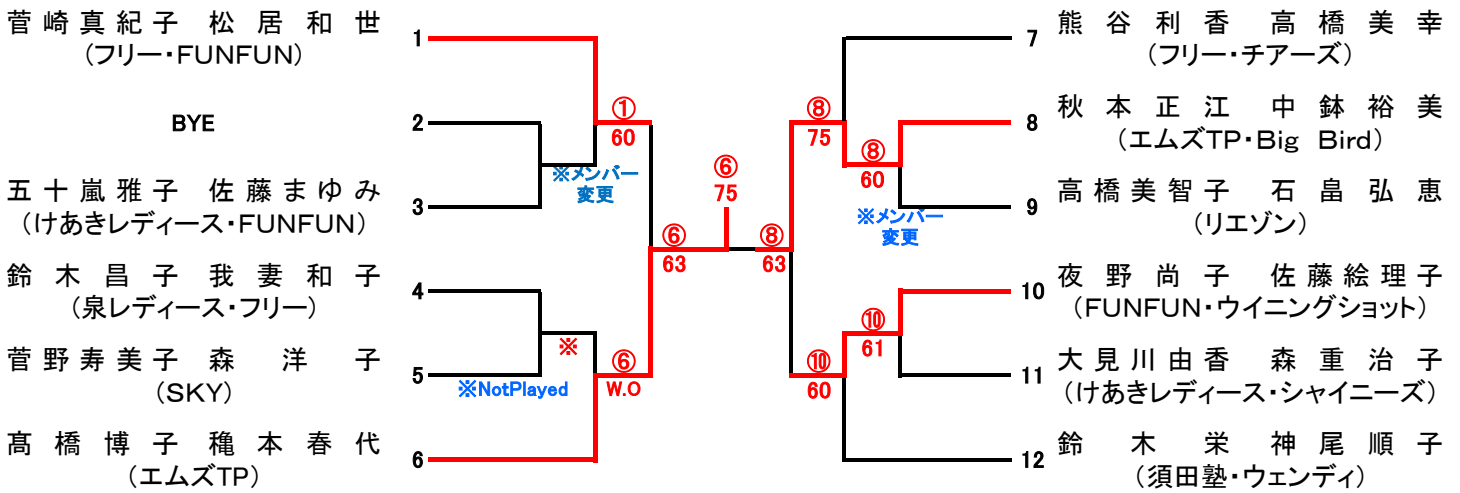 菅崎真紀子 松居和世
(フリー・FUNFUN)
1
BYE
2
五十嵐雅子 佐藤まゆみ
(けあきレディース・FUNFUN)
3
鈴木昌子 我妻和子
(泉レディース・フリー)
4
菅野寿美子 森洋子
(SKY)
5
髙橋博子 穐本春代
(エムズTP)
6
①
60
※メンバー
変更
※
※NotPlayed
⑥
W.O
⑥
63
⑥
75
⑧
63
⑧
75
⑧
60
※メンバー
変更
⑩
61
⑩
60
7
熊谷利香 高橋美幸
(フリー・チアーズ)
8
秋本正江 中鉢裕美
(エムズTP・Big Bird)
9
高橋美智子 石畠弘恵
(リエゾン)
10
夜野尚子 佐藤絵理子
(FUNFUN・ウイニングショット)
11
大見川由香 森重治子
(けあきレディース・シャイニーズ)
12
鈴木栄 神尾順子
(須田塾・ウェンディ)